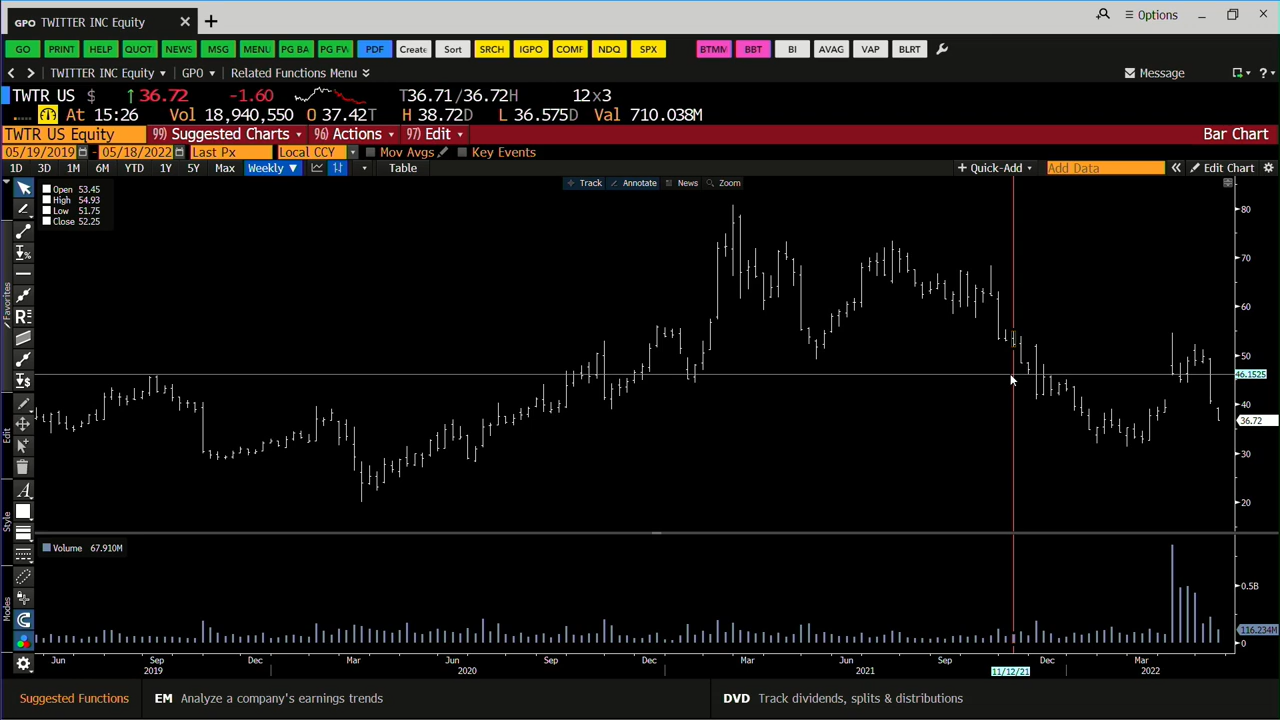 GPO TWITTER INC Equity × +
Options
GO PRINT HELP QUOT NEWS MSG MENU PG BA PG FW PDF Create Sort SRCH IGPO COMF NDQ SPX BTMM BBT BI AVAG VAP BLRT
TWITTER INC Equity GPO Related Functions Menu Message ?
TWTR US $ ↑36.72 -1.60 T36.71/36.72H 12x3
At 15:26 Vol 18,940,550 O 37.42T H 38.72D L 36.575D Val 710.038M
TWTR US Equity 99) Suggested Charts 96) Actions 97) Edit Bar Chart
05/19/2019 - 05/18/2022 Last Px Local CCY Mov Avgs Key Events
1D 3D 1M 6M YTD 1Y 5Y Max Weekly ▼ Table + Quick-Add Add Data « Edit Chart
Track Annotate News Zoom
Open 53.45
High 54.93
Low 51.75
Close 52.25
80
70
60
50
46.1525
40
36.72
30
20
Favorites
Edit
Style
Modes
Volume 67.910M
0.5B
116.234M
0
Jun Sep Dec Mar Jun Sep Dec Mar Jun Sep Dec Mar
2019 2020 2021 11/12/21 2022
Suggested Functions EM Analyze a company's earnings trends DVD Track dividends, splits & distributions